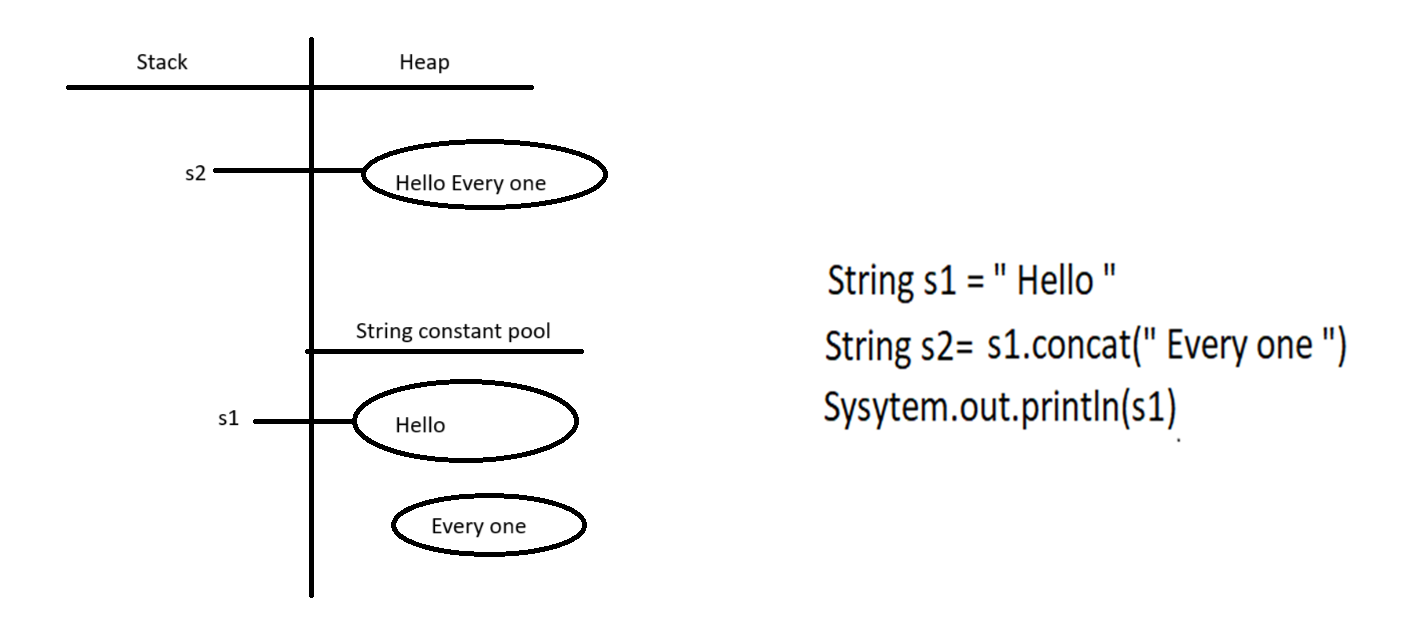 Stack
Heap
s2
Hello Every one
String constant pool
s1
Hello
Every one
String s1 = " Hello "
String s2= s1.concat(" Every one ")
Sysytem.out.println(s1)